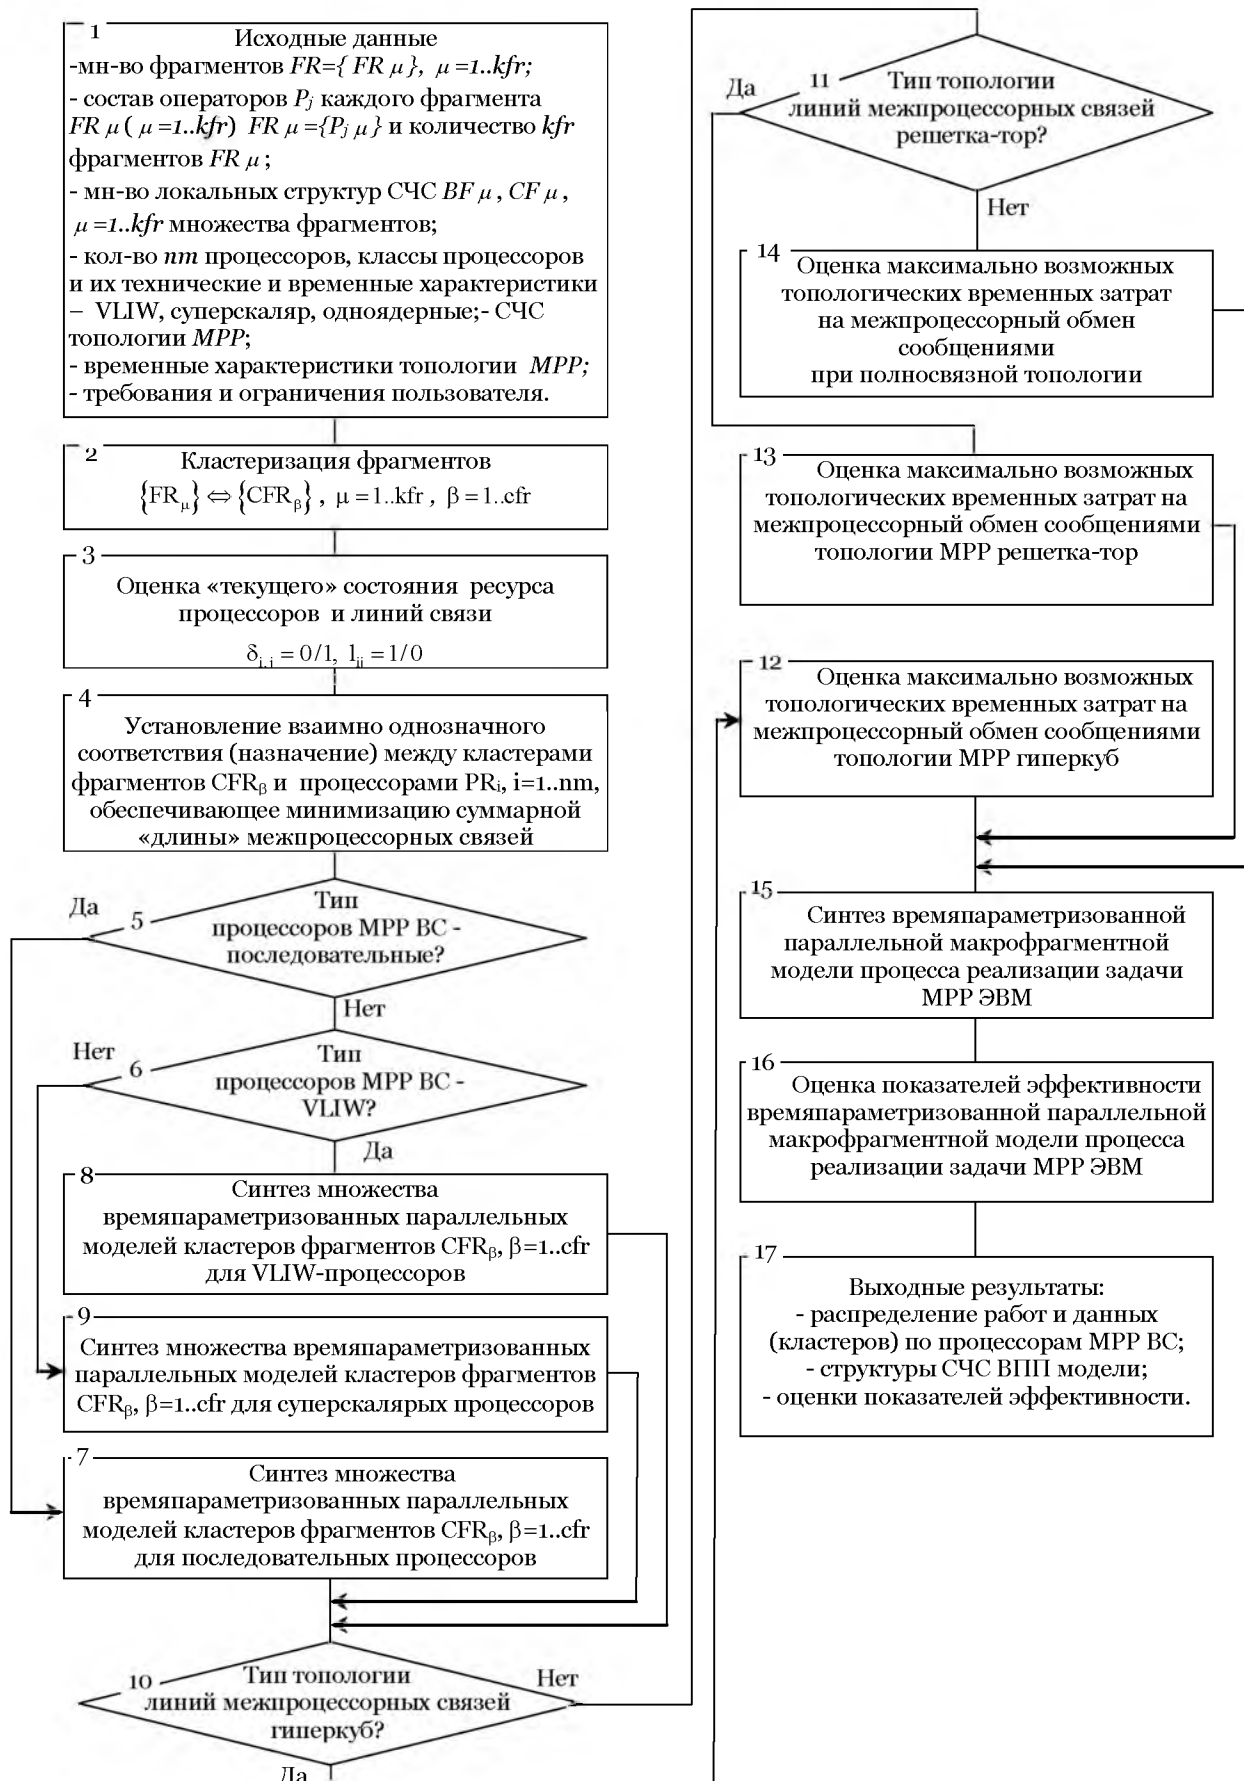 1
Исходные данные
-мн-во фрагментов FR={ FR μ}, μ=1..kfr;
- состав операторов Pj каждого фрагмента
FR μ ( μ=1..kfr) FR μ={Pj μ} и количество kfr
фрагментов FR μ ;
- мн-во локальных структур СЧС BF μ , CF μ ,
μ=1..kfr множества фрагментов;
- кол-во nm процессоров, классы процессоров
и их технические и временные характеристики
– VLIW, суперскаляр, одноядерные;- СЧС
топологии МРР;
- временные характеристики топологии МРР;
- требования и ограничения пользователя.
2
Кластеризация фрагментов
{FRμ} ⇔ {CFRβ} , μ=1..kfr , β=1..cfr
3
Оценка «текущего» состояния ресурса
процессоров и линий связи
δi,j = 0/1, lij = 1/0
4
Установление взаимно однозначного
соответствия (назначение) между кластерами
фрагментов CFRβ и процессорами PRi, i=1..nm,
обеспечивающее минимизацию суммарной
«длины» межпроцессорных связей
Да
5
Тип
процессоров МРР ВС -
последовательные?
Нет
Нет
6
Тип
процессоров МРР ВС -
VLIW?
Да
8
Синтез множества
времяпараметризованных параллельных
моделей кластеров фрагментов CFRβ, β=1..cfr
для VLIW-процессоров
9
Синтез множества времяпараметризованных
параллельных моделей кластеров фрагментов
CFRβ, β=1..cfr для суперскалярых процессоров
7
Синтез множества
времяпараметризованных параллельных
моделей кластеров фрагментов CFRβ, β=1..cfr
для последовательных процессоров
10
Тип топологии
линий межпроцессорных связей
гиперкуб?
Нет
Да
11
Да
Тип топологии
линий межпроцессорных связей
решетка-тор?
Нет
14
Оценка максимально возможных
топологических временных затрат
на межпроцессорный обмен
сообщениями
при полносвязной топологии
13
Оценка максимально возможных
топологических временных затрат на
межпроцессорный обмен сообщениями
топологии МРР решетка-тор
12
Оценка максимально возможных
топологических временных затрат на
межпроцессорный обмен сообщениями
топологии МРР гиперкуб
15
Синтез времяпараметризованной
параллельной макрофрагментной
модели процесса реализации задачи
МРР ЭВМ
16
Оценка показателей эффективности
времяпараметризованной параллельной
макрофрагментной модели процесса
реализации задачи МРР ЭВМ
17
Выходные результаты:
- распределение работ и данных
(кластеров) по процессорам МРР ВС;
- структуры СЧС ВПП модели;
- оценки показателей эффективности.